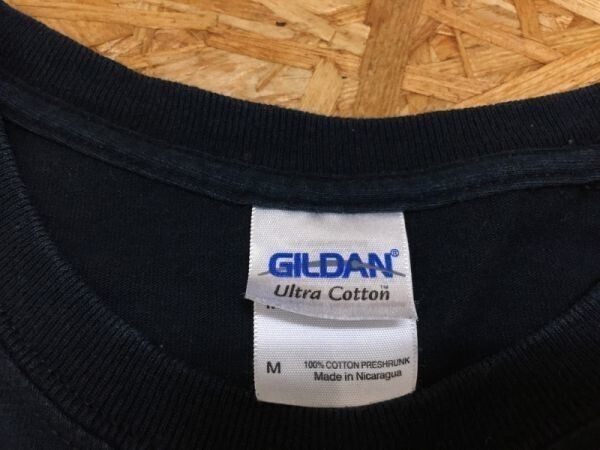 GILDAN®
Ultra Cotton™
M
100% COTTON PRESHRUNK
Made in Nicaragua